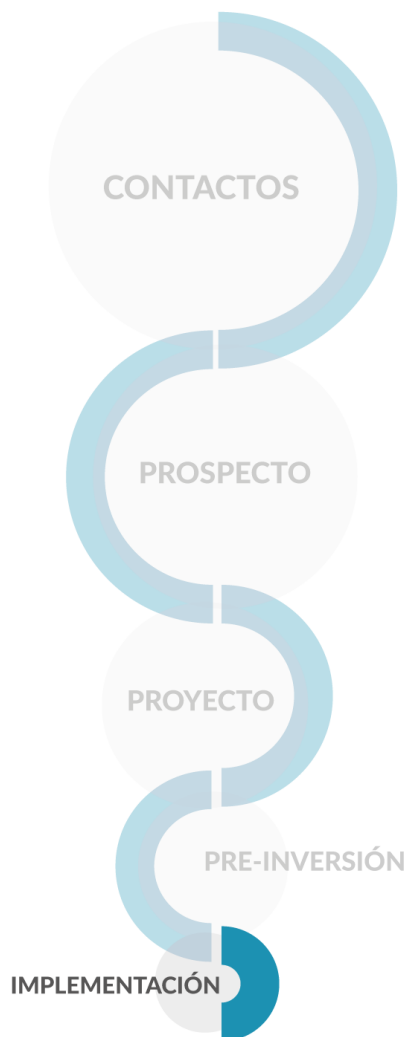 CONTACTOS
PROSPECTO
PROYECTO
PRE-INVERSIÓN
IMPLEMENTACIÓN